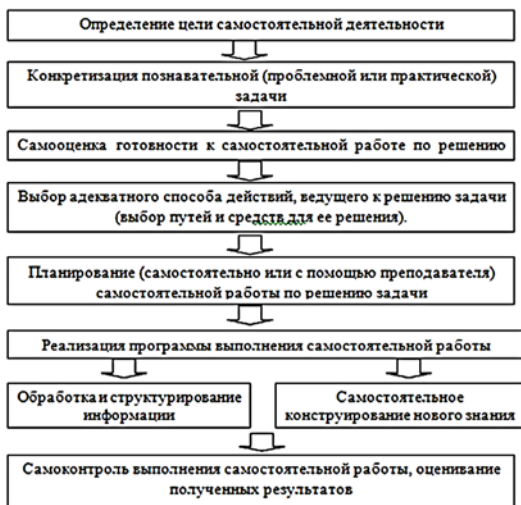 Определение цели самостоятельной деятельности
Конкретизация познавательной (проблемной или практической)
задачи
Самооценка готовности к самостоятельной работе по решению
Выбор адекватного способа действий, ведущего к решению задачи
(выбор путей и средств для ее решения).
Планирование (самостоятельно или с помощью преподавателя)
самостоятельной работы по решению задачи
Реализация программы выполнения самостоятельной работы
Обработка и структурирование
информации
Самостоятельное
конструирование нового знания
Самоконтроль выполнения самостоятельной работы, оценивание
полученных результатов